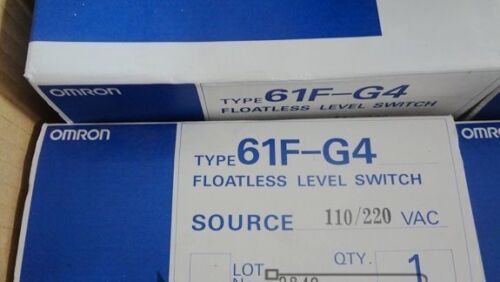 OMRON
TYPE 61F-G4
FLOATLESS LEVEL SWITCH
OMRON
TYPE 61F-G4
FLOATLESS LEVEL SWITCH
SOURCE 110/220 VAC
LOT
QTY. 1
OMRON